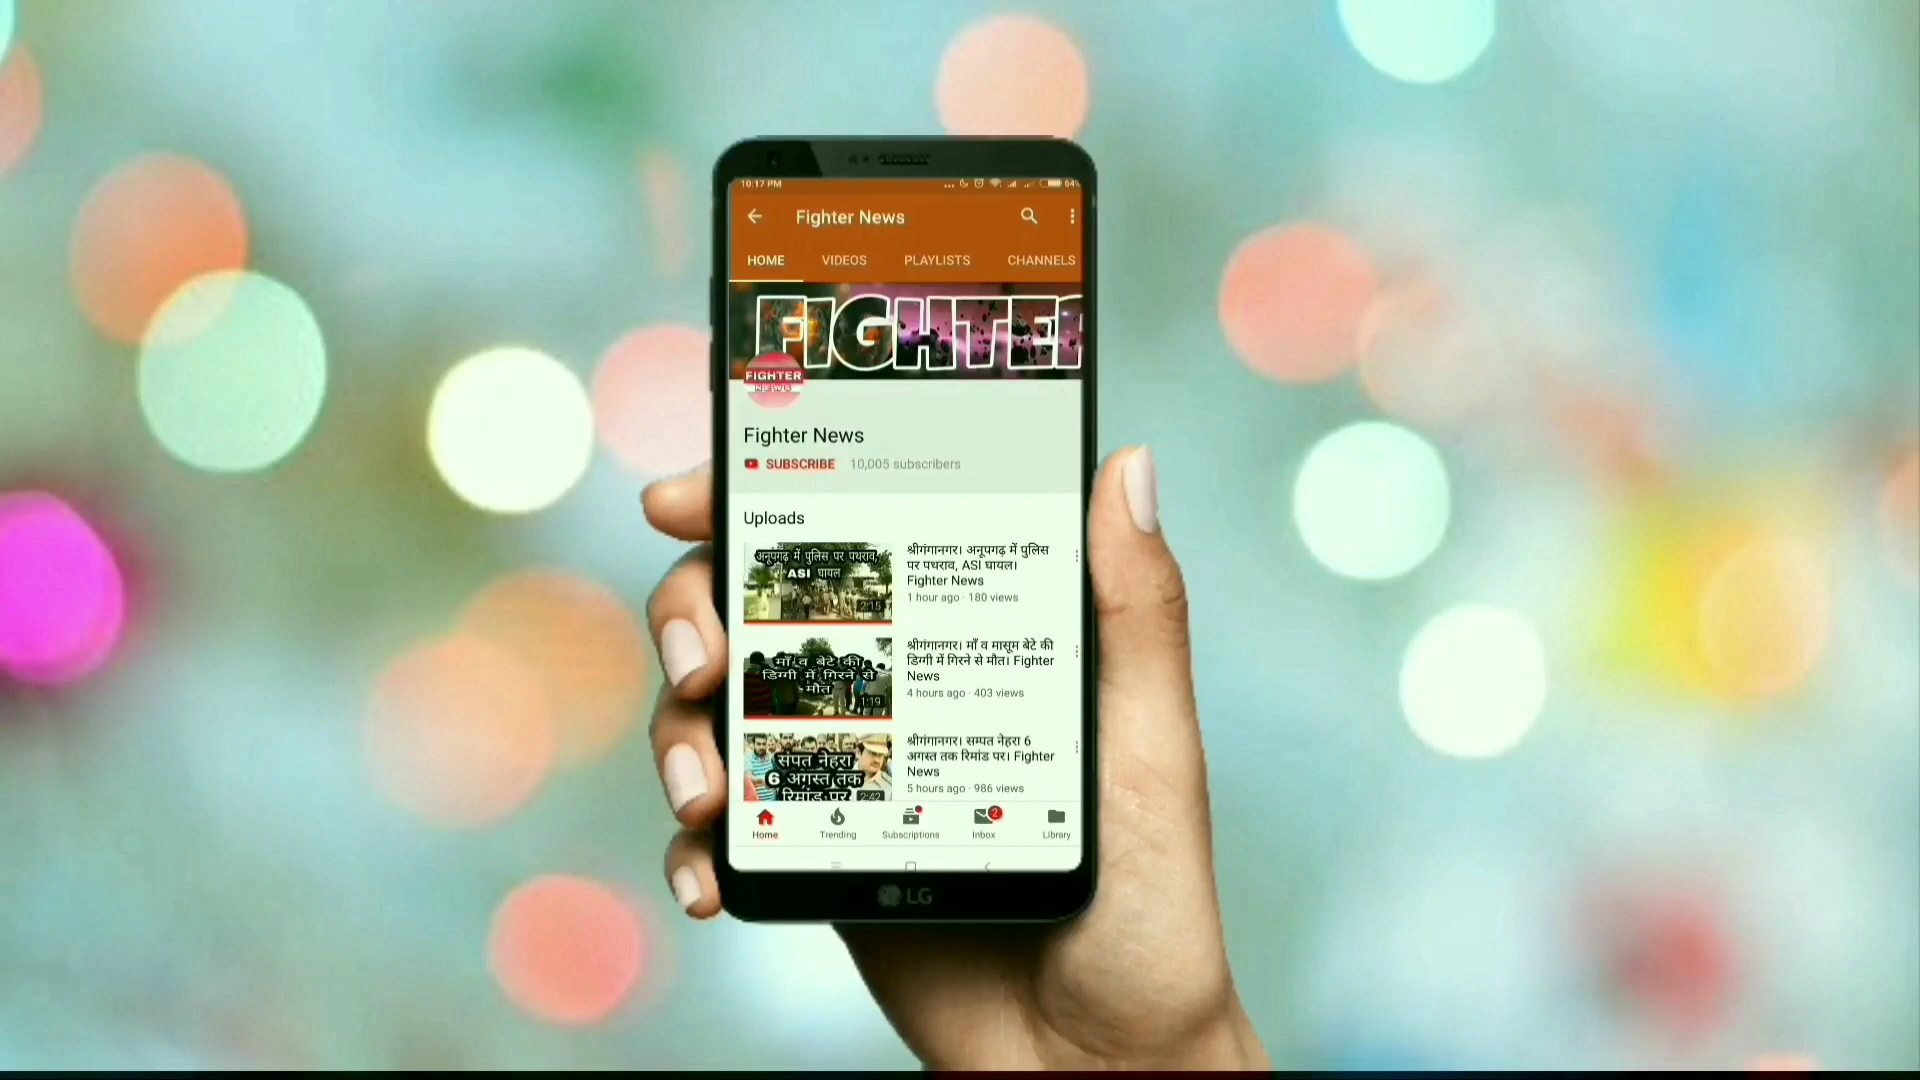 10:17 PM
64%
Fighter News
HOME VIDEOS PLAYLISTS CHANNELS
FIGHTER
FIGHTER
NEWS
Fighter News
SUBSCRIBE 10,005 subscribers
Uploads
अनूपगढ़ में पुलिस पर पथराव,
ASI घायल
2:15
श्रीगंगानगर। अनूपगढ़ में पुलिस
पर पथराव, ASI घायल।
Fighter News
1 hour ago · 180 views
माँ व बेटे की
डिग्गी में गिरने से
मौत
1:19
श्रीगंगानगर। माँ व मासूम बेटे की
डिग्गी में गिरने से मौत। Fighter
News
4 hours ago · 403 views
संपत नेहरा
6 अगस्त तक
रिमांड पर
2:42
श्रीगंगानगर। सम्पत नेहरा 6
अगस्त तक रिमांड पर। Fighter
News
5 hours ago · 986 views
2
Home Trending Subscriptions Inbox Library
LG